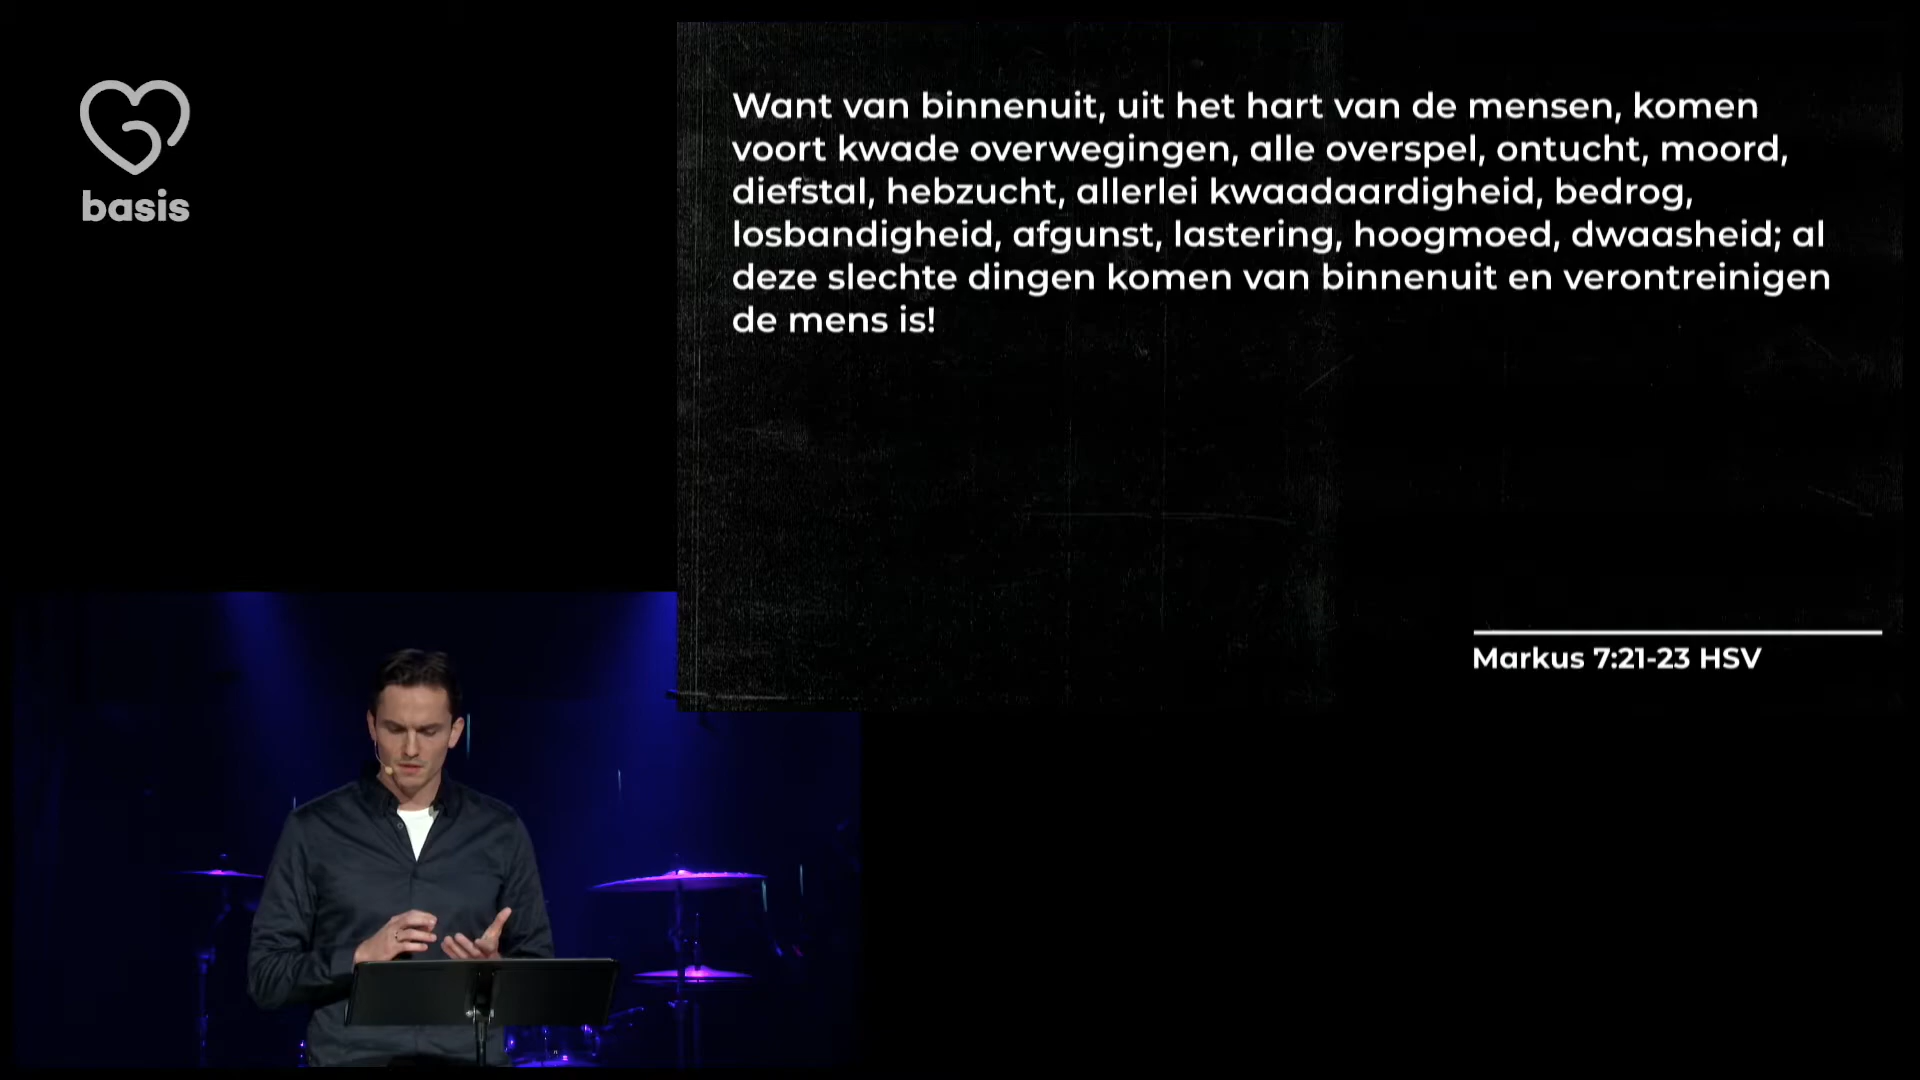 basis
Want van binnenuit, uit het hart van de mensen, komen
voort kwade overwegingen, alle overspel, ontucht, moord,
diefstal, hebzucht, allerlei kwaadaardigheid, bedrog,
losbandigheid, afgunst, lastering, hoogmoed, dwaasheid; al
deze slechte dingen komen van binnenuit en verontreinigen
de mens is!
Markus 7:21-23 HSV